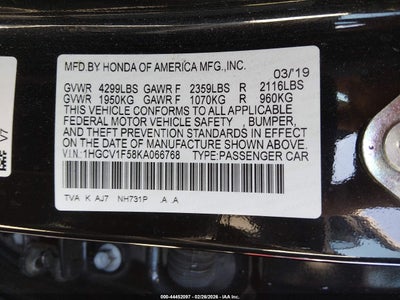 MFD.BY HONDA OF AMERICA MFG.,INC.
03/'19
GVWR 4299LBS GAWR F 2359LBS R 2116LBS
GVWR 1950KG GAWR F 1070KG R 960KG
THIS VEHICLE CONFORMS TO ALL APPLICABLE
FEDERAL MOTOR VEHICLE SAFETY BUMPER,
AND THEFT PREVENTION STANDARDS IN EFFECT
ON THE DATE OF MANUFACTURE SHOWN ABOVE.
V.I.N.:1HGCV1F58KA066768 TYPE:PASSENGER CAR
TVA K AJ7 NH731P .A .A
000-44452097 - 02/26/2026 - IAA Inc.